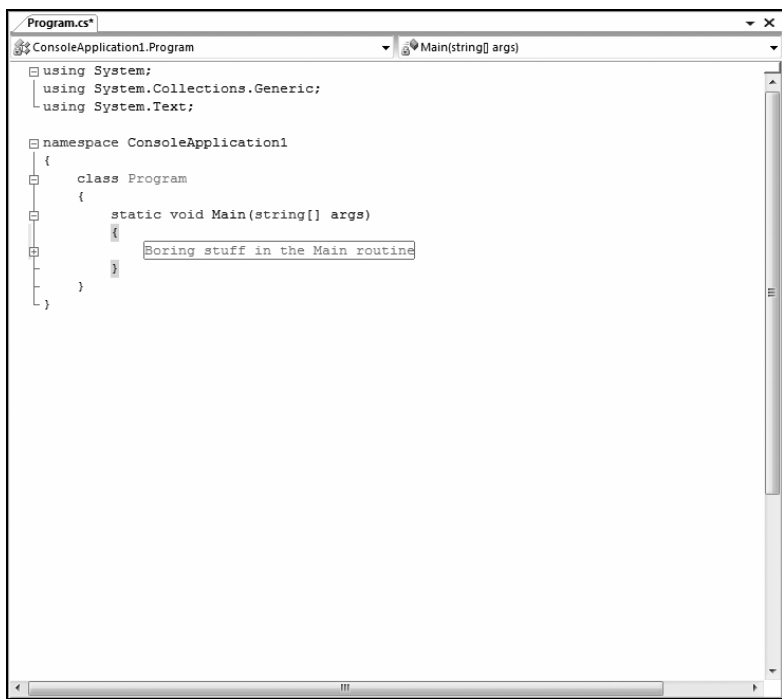 Program.cs*
ConsoleApplication1.Program
Main(string[] args)
using System;
using System.Collections.Generic;
using System.Text;
namespace ConsoleApplication1
{
class Program
{
static void Main(string[] args)
{
Boring stuff in the Main routine
}
}
}